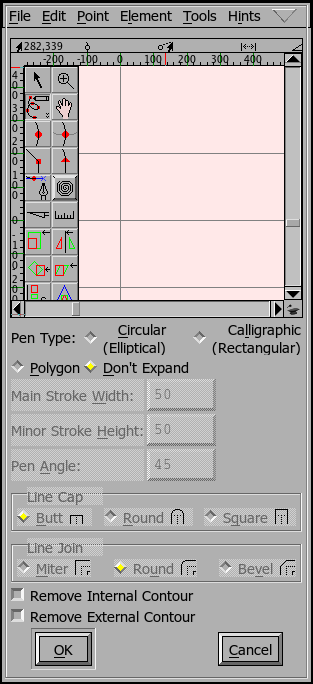 File Edit Point Element Tools Hints
282,339
-200 -100 0 100 200 300 400
Pen Type: Circular (Elliptical) Calligraphic (Rectangular)
Polygon Don't Expand
Main Stroke Width: 50
Minor Stroke Height: 50
Pen Angle: 45
Line Cap
Butt Round Square
Line Join
Miter Round Bevel
Remove Internal Contour
Remove External Contour
OK Cancel